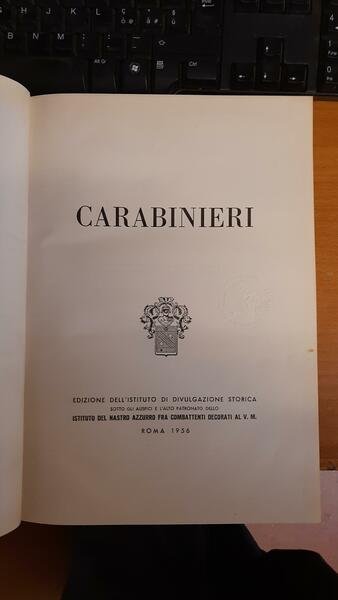 CARABINIERI
EDIZIONE DELL'ISTITUTO DI DIVULGAZIONE STORICA
SOTTO GLI AUSPICI E L'ALTO PATRONATO DELLO
ISTITUTO DEL NASTRO AZZURRO FRA COMBATTENTI DECORATI AL V. M.
ROMA 1956